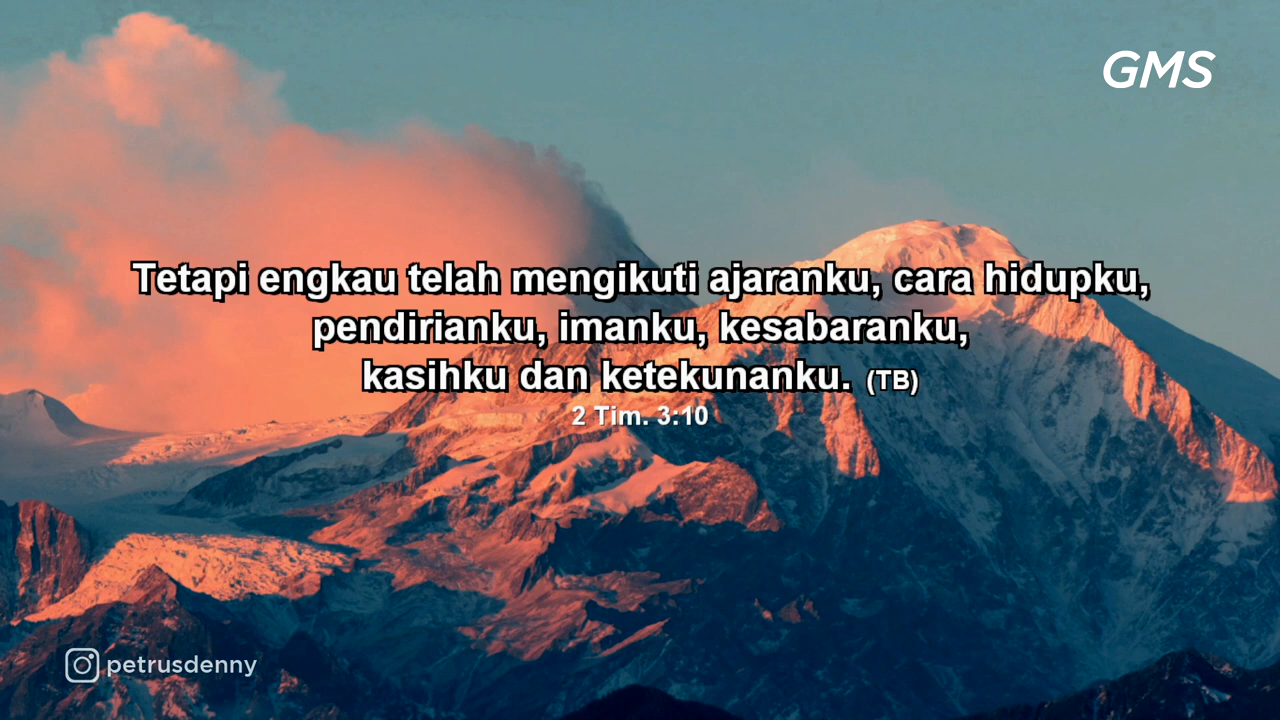 GMS
Tetapi engkau telah mengikuti ajaranku, cara hidupku,
pendirianku, imanku, kesabaranku,
kasihku dan ketekunanku. (TB)
2 Tim. 3:10
petrusdenny